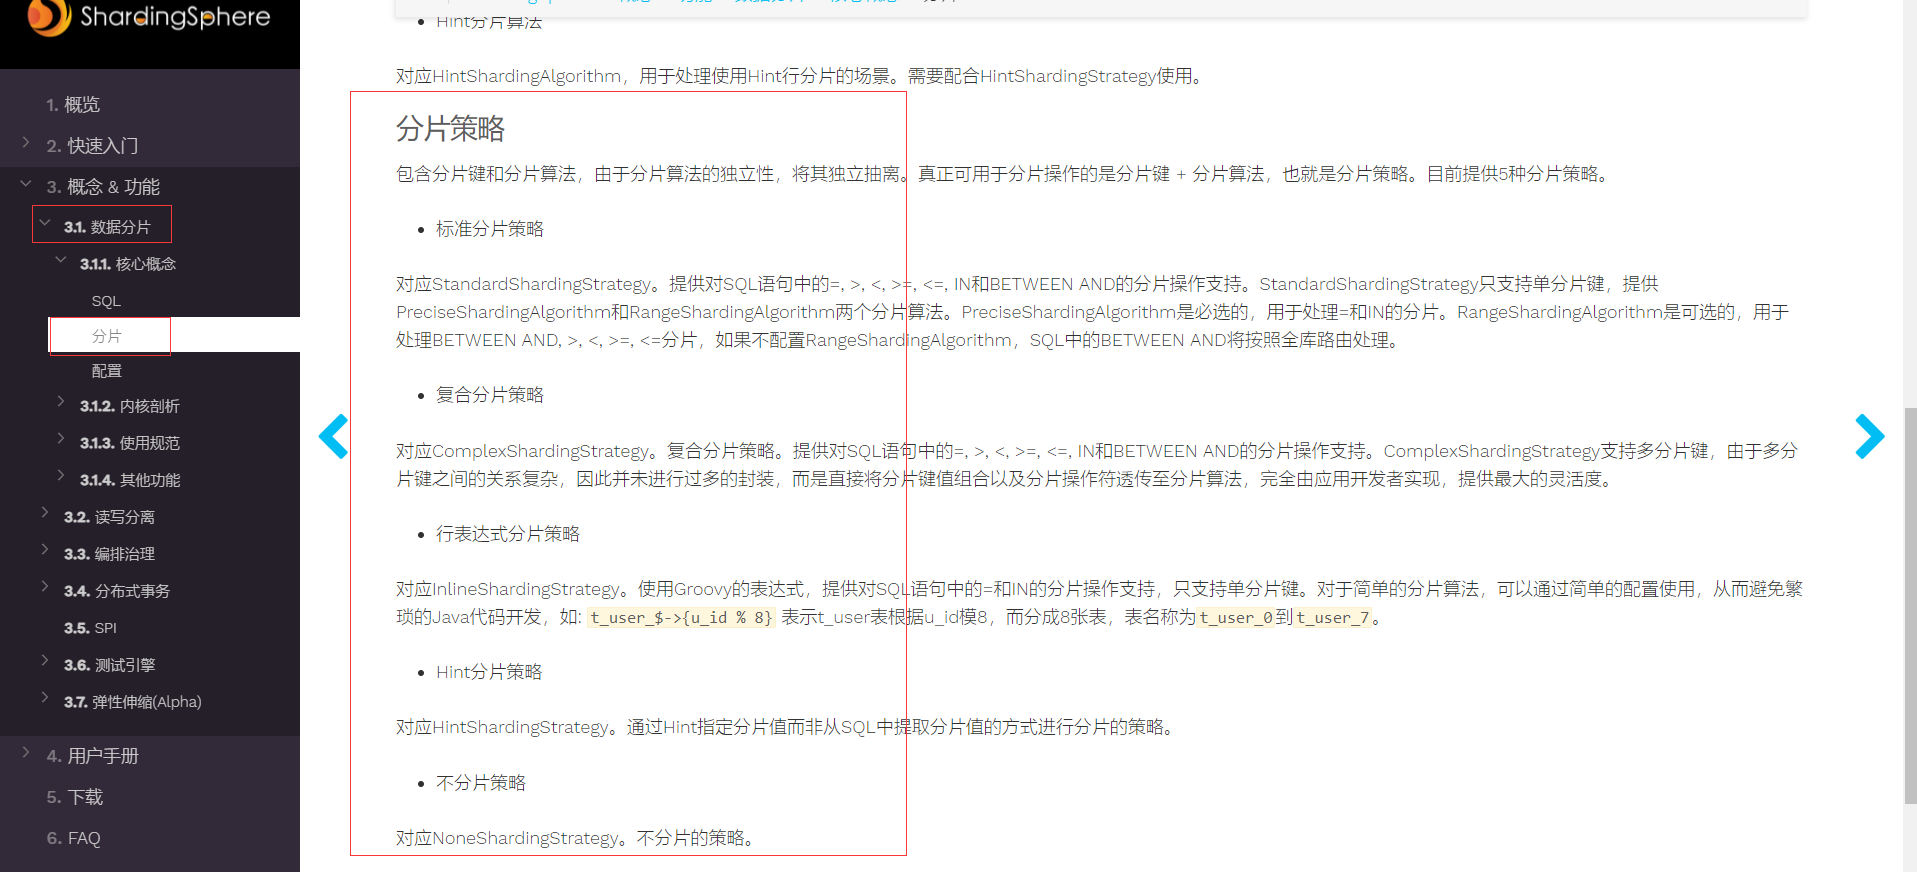 ShardingSphere
1. 概览
2. 快速入门
3. 概念 & 功能
3.1. 数据分片
3.1.1. 核心概念
SQL
分片
配置
3.1.2. 内核剖析
3.1.3. 使用规范
3.1.4. 其他功能
3.2. 读写分离
3.3. 编排治理
3.4. 分布式事务
3.5. SPI
3.6. 测试引擎
3.7. 弹性伸缩(Alpha)
4. 用户手册
5. 下载
6. FAQ
Hint分片算法
对应HintShardingAlgorithm，用于处理使用Hint行分片的场景。需要配合HintShardingStrategy使用。
分片策略
包含分片键和分片算法，由于分片算法的独立性，将其独立抽离。真正可用于分片操作的是分片键 + 分片算法，也就是分片策略。目前提供5种分片策略。
标准分片策略
对应StandardShardingStrategy。提供对SQL语句中的=, >, <, >=, <=, IN和BETWEEN AND的分片操作支持。StandardShardingStrategy只支持单分片键，提供
PreciseShardingAlgorithm和RangeShardingAlgorithm两个分片算法。PreciseShardingAlgorithm是必选的，用于处理=和IN的分片。RangeShardingAlgorithm是可选的，用于
处理BETWEEN AND, >, <, >=, <=分片，如果不配置RangeShardingAlgorithm，SQL中的BETWEEN AND将按照全库路由处理。
复合分片策略
对应ComplexShardingStrategy。复合分片策略。提供对SQL语句中的=, >, <, >=, <=, IN和BETWEEN AND的分片操作支持。ComplexShardingStrategy支持多分片键，由于多分
片键之间的关系复杂，因此并未进行过多的封装，而是直接将分片键值组合以及分片操作符透传至分片算法，完全由应用开发者实现，提供最大的灵活度。
行表达式分片策略
对应InlineShardingStrategy。使用Groovy的表达式，提供对SQL语句中的=和IN的分片操作支持，只支持单分片键。对于简单的分片算法，可以通过简单的配置使用，从而避免繁
琐的Java代码开发，如: t_user_$->{u_id % 8} 表示t_user表根据u_id模8，而分成8张表，表名称为t_user_0到t_user_7。
Hint分片策略
对应HintShardingStrategy。通过Hint指定分片值而非从SQL中提取分片值的方式进行分片的策略。
不分片策略
对应NoneShardingStrategy。不分片的策略。